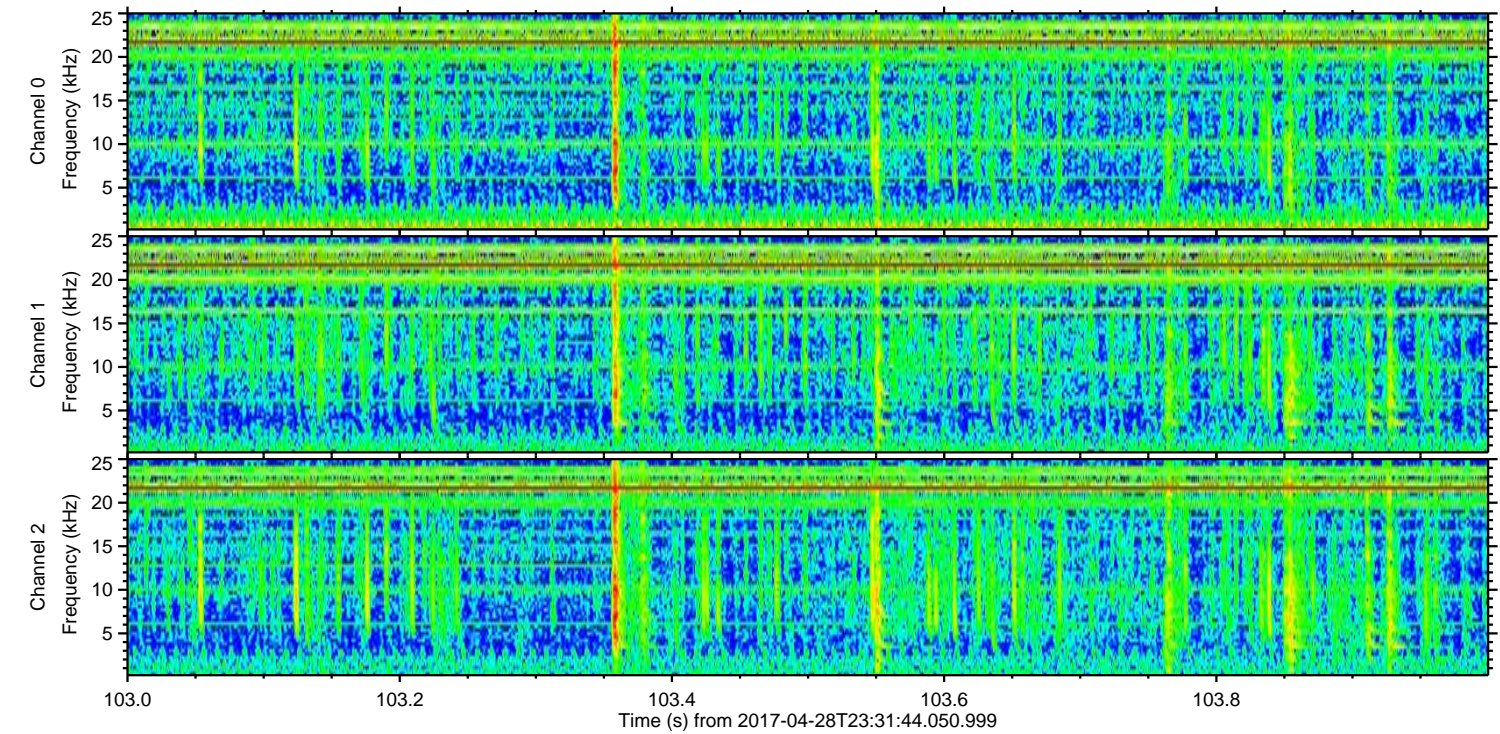 25
20
15
10
5
Channel 0
Frequency (kHz)
25
20
15
10
5
Channel 1
Frequency (kHz)
25
20
15
10
5
Channel 2
Frequency (kHz)
103.0 103.2 103.4 103.6 103.8
Time (s) from 2017-04-28T23:31:44.050.999